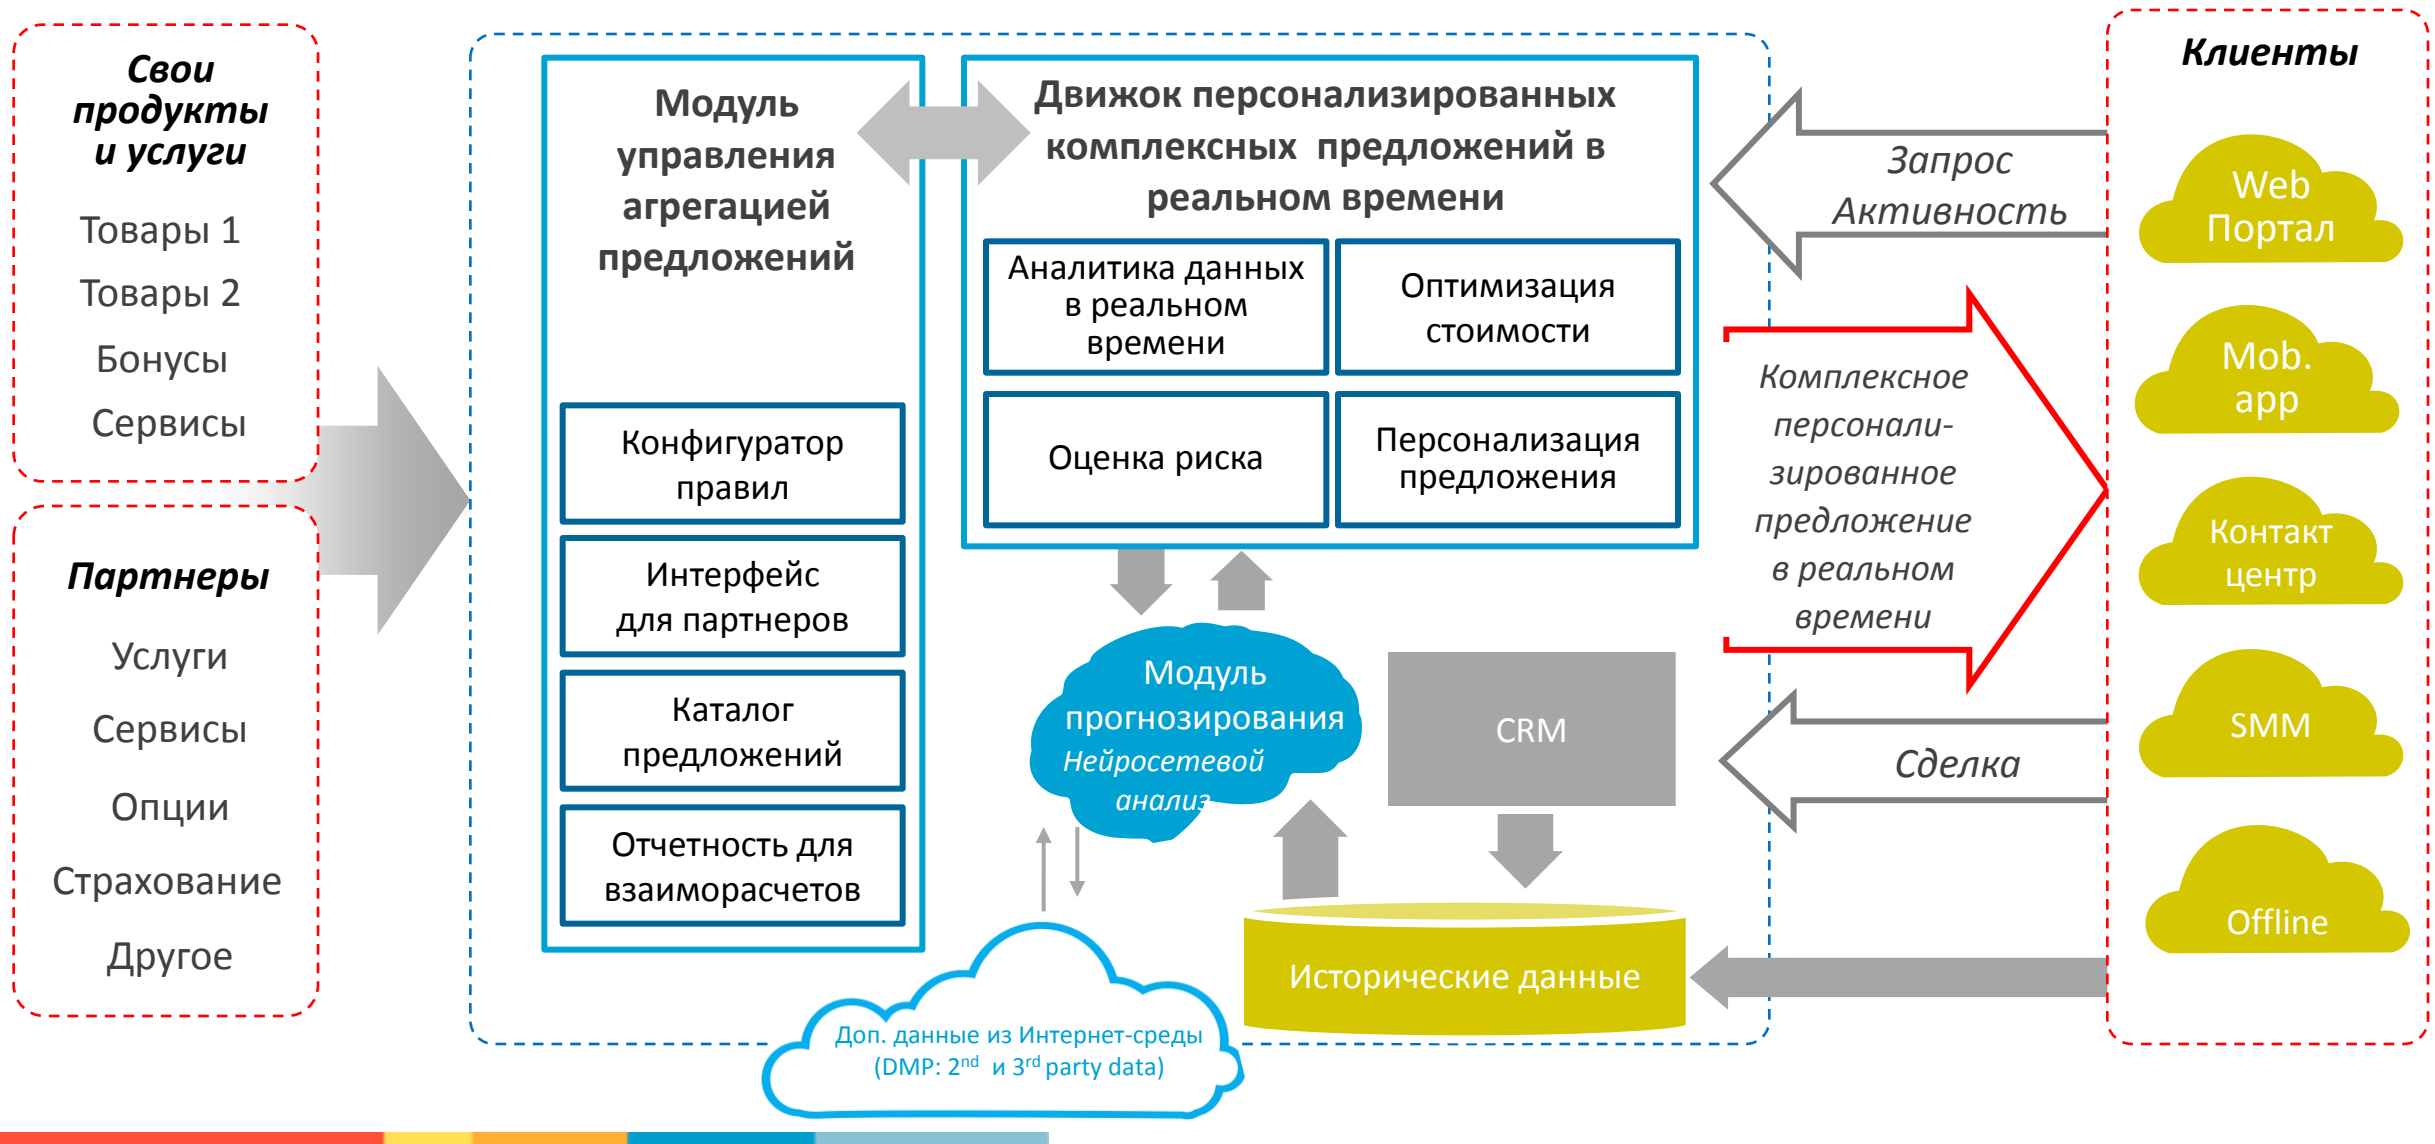 Свои
продукты
и услуги
Товары 1
Товары 2
Бонусы
Сервисы
Партнеры
Услуги
Сервисы
Опции
Страхование
Другое
Модуль
управления
агрегацией
предложений
Конфигуратор
правил
Интерфейс
для партнеров
Каталог
предложений
Отчетность для
взаиморасчетов
Движок персонализированных
комплексных предложений в
реальном времени
Аналитика данных
в реальном
времени
Оптимизация
стоимости
Оценка риска
Персонализация
предложения
Модуль
прогнозирования
Нейросетевой
анализ
CRM
Исторические данные
Доп. данные из Интернет-среды
(DMP: 2nd и 3rd party data)
Запрос
Активность
Комплексное
персонали-
зированное
предложение
в реальном
времени
Сделка
Клиенты
Web
Портал
Mob.
app
Контакт
центр
SMM
Offline